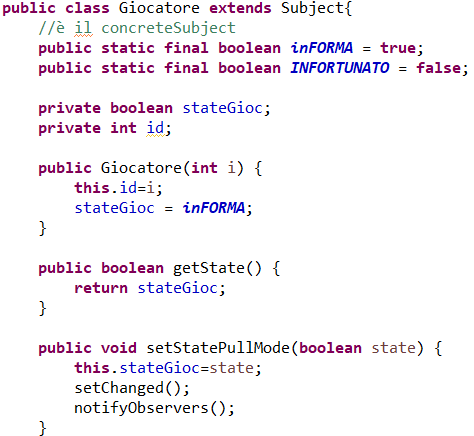 public class Giocatore extends Subject{
    //è il concreteSubject
    public static final boolean inFORMA = true;
    public static final boolean INFORTUNATO = false;

    private boolean stateGioc;
    private int id;

    public Giocatore(int i) {
        this.id=i;
        stateGioc = inFORMA;
    }

    public boolean getState() {
        return stateGioc;
    }

    public void setStatePullMode(boolean state) {
        this.stateGioc=state;
        setChanged();
        notifyObservers();
    }